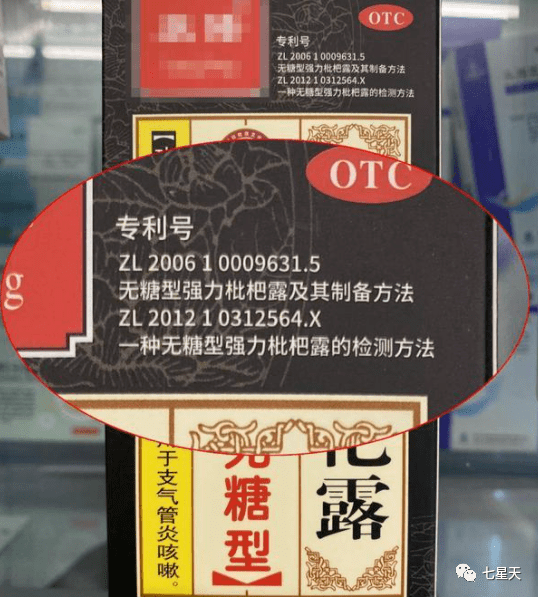 OTC
专利号
ZL 2006 1 0009631.5
无糖型强力枇杷露及其制备方法
ZL 2012 1 0312564.X
一种无糖型强力枇杷露的检测方法
OTC
g
专利号
ZL 2006 1 0009631.5
无糖型强力枇杷露及其制备方法
ZL 2012 1 0312564.X
一种无糖型强力枇杷露的检测方法
于支气管炎咳嗽。
糖型】
露
七星天